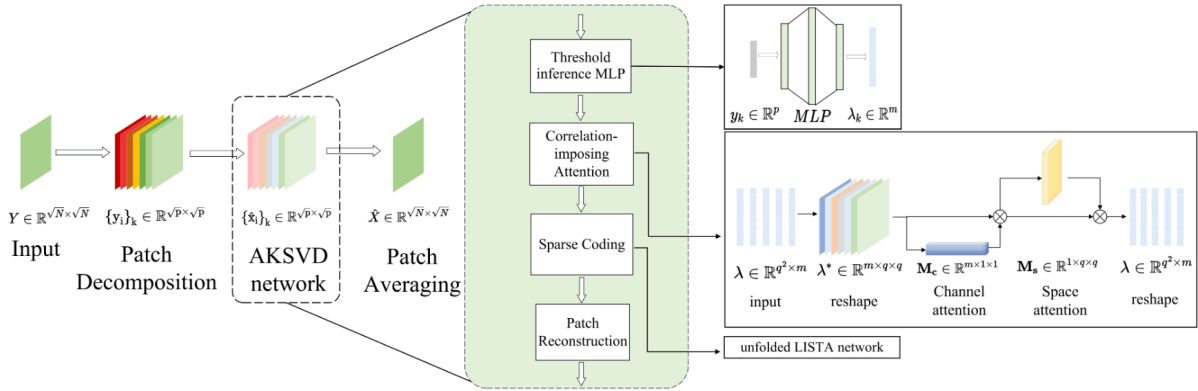 Y ∈ ℝ^{√N×√N}
Input
{y_i}_k ∈ ℝ^{√p×√p}
Patch
Decomposition
{x̂_i}_k ∈ ℝ^{√p×√p}
AKSVD
network
X̂ ∈ ℝ^{√N×√N}
Patch
Averaging
Threshold
inference MLP
Correlation-
imposing
Attention
Sparse Coding
Patch
Reconstruction
y_k ∈ ℝ^p
MLP
λ_k ∈ ℝ^m
λ ∈ ℝ^{q²×m}
input
λ* ∈ ℝ^{m×q×q}
reshape
M_c ∈ ℝ^{m×1×1}
Channel
attention
M_s ∈ ℝ^{1×q×q}
Space
attention
λ ∈ ℝ^{q²×m}
reshape
unfolded LISTA network